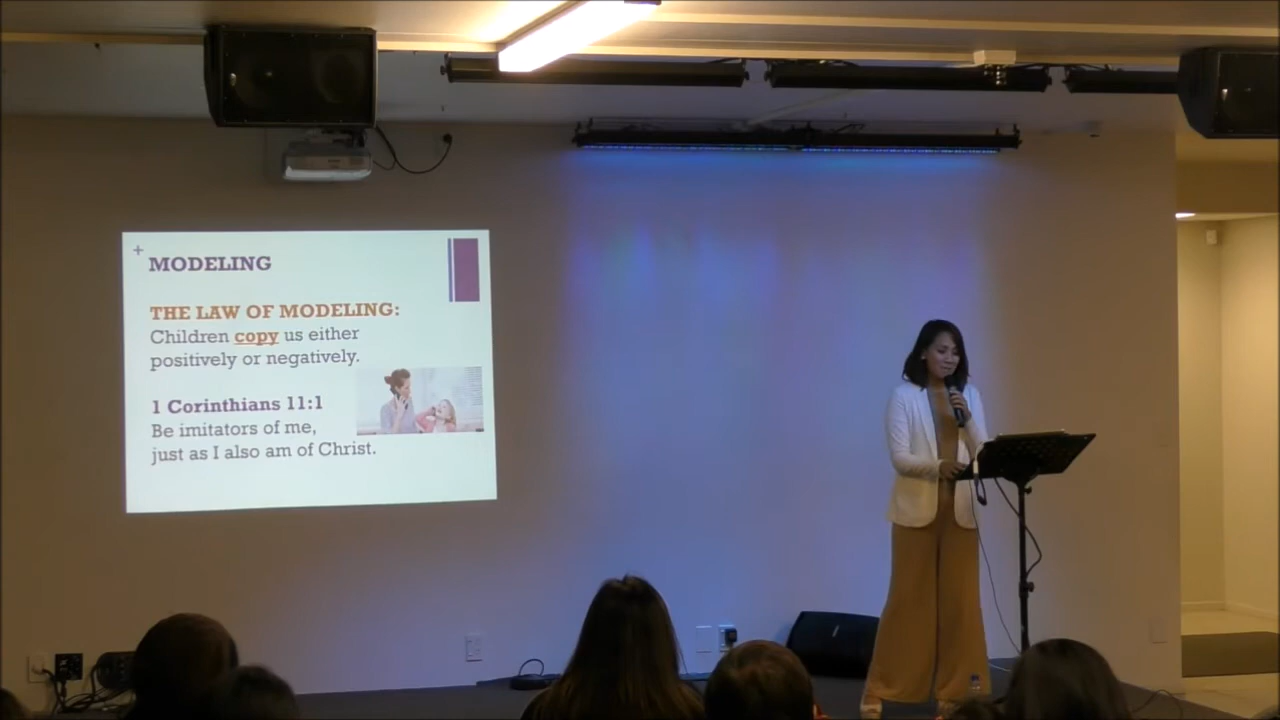 +
MODELING
THE LAW OF MODELING:
Children copy us either
positively or negatively.
1 Corinthians 11:1
Be imitators of me,
just as I also am of Christ.